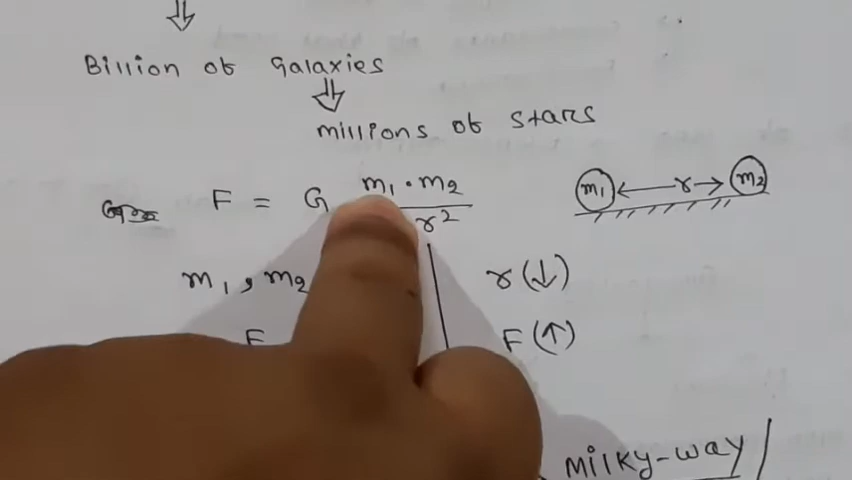 ⇓
Billion of Galaxies
⇓
millions of stars
F = G m₁ · m₂ / r²
m₁ ← r → m₂
m₁, m₂
r (↓)
F
F (↑)
Milky-way